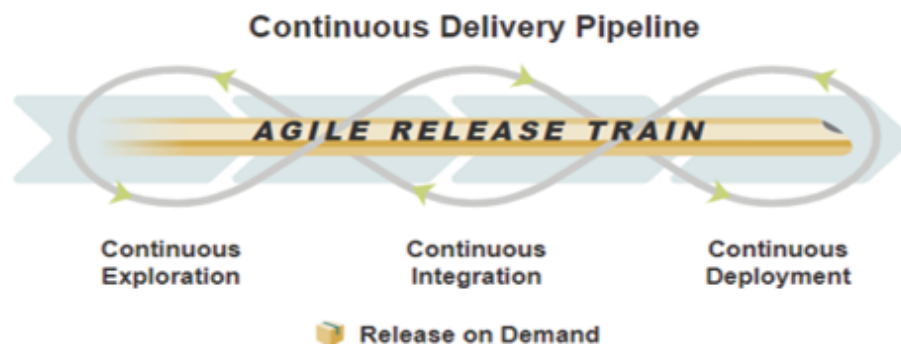 Continuous Delivery Pipeline
AGILE RELEASE TRAIN
Continuous
Exploration
Continuous
Integration
Continuous
Deployment
Release on Demand